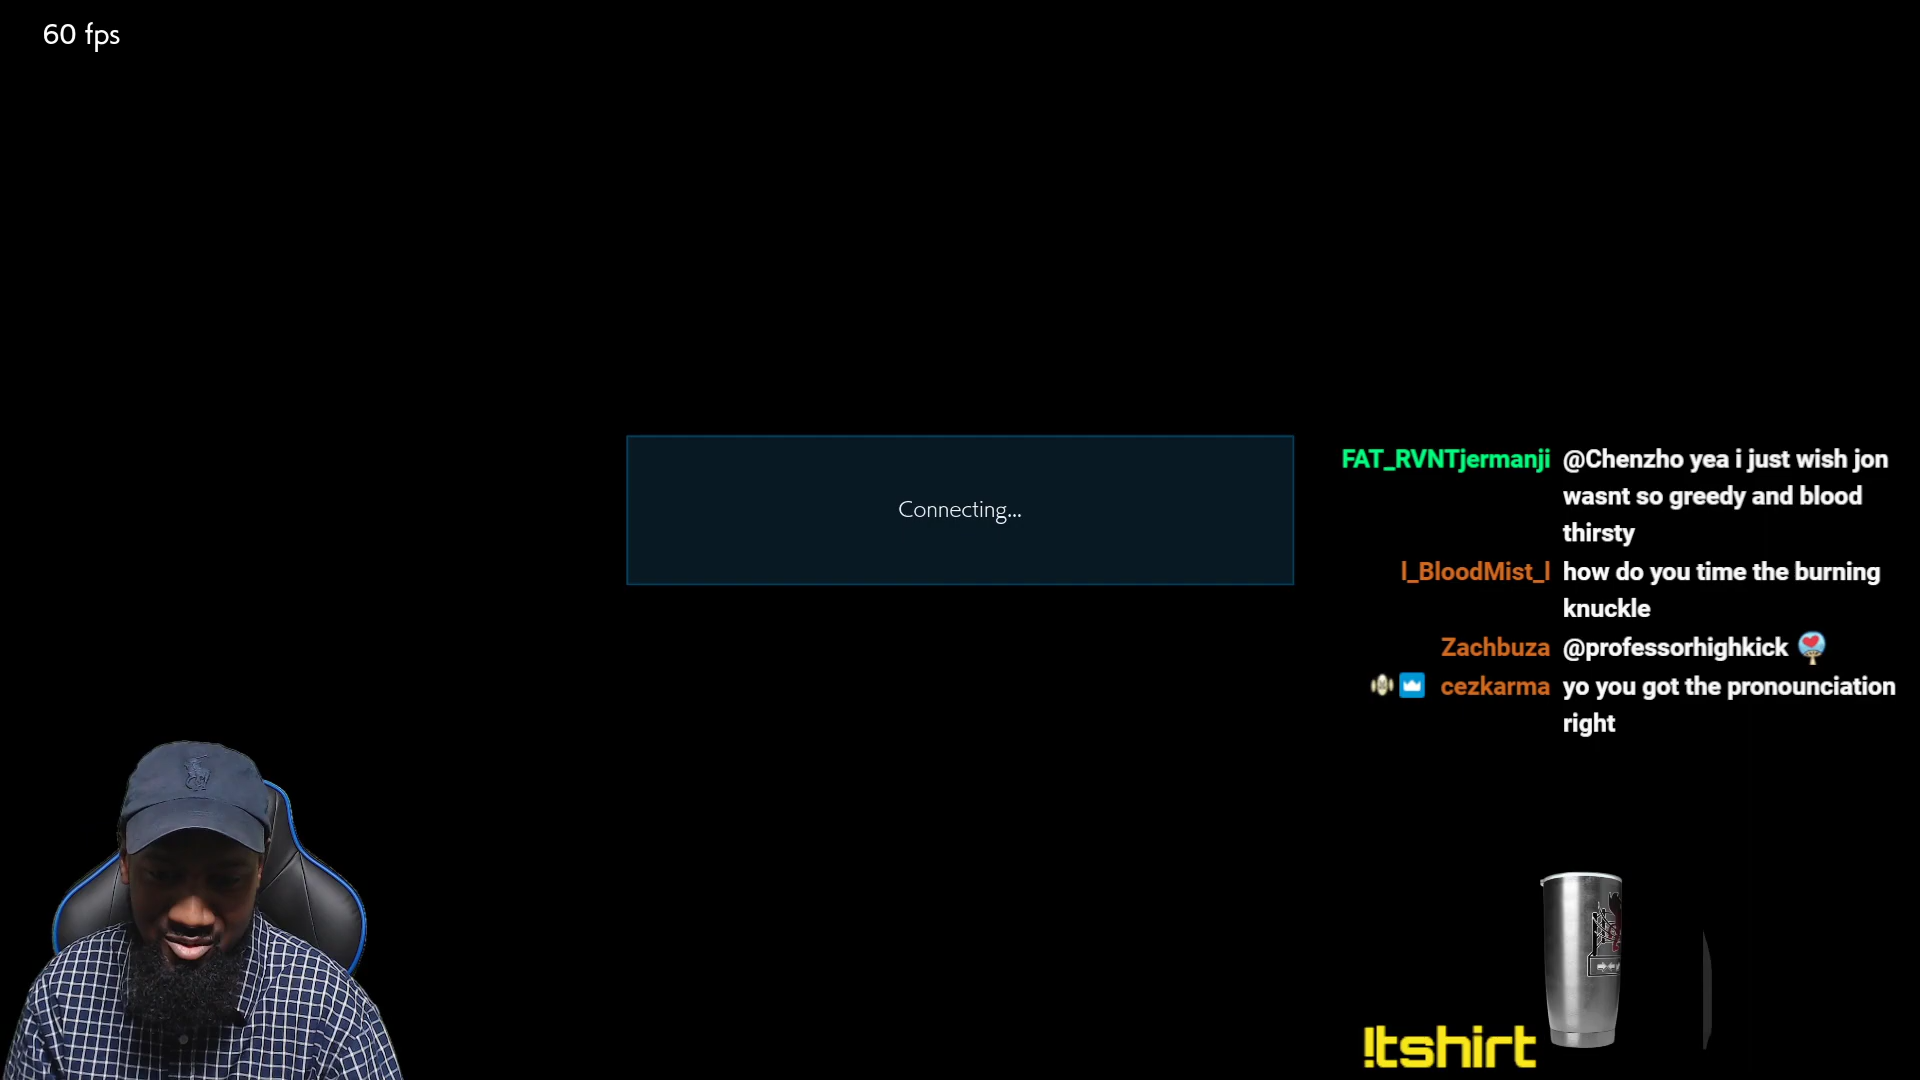 60 fps
Connecting...
FAT_RVNTjermanji @Chenzho yea i just wish jon
wasnt so greedy and blood
thirsty
l_BloodMist_l how do you time the burning
knuckle
Zachbuza @professorhighkick
cezkarma yo you got the pronounciation
right
!tshirt